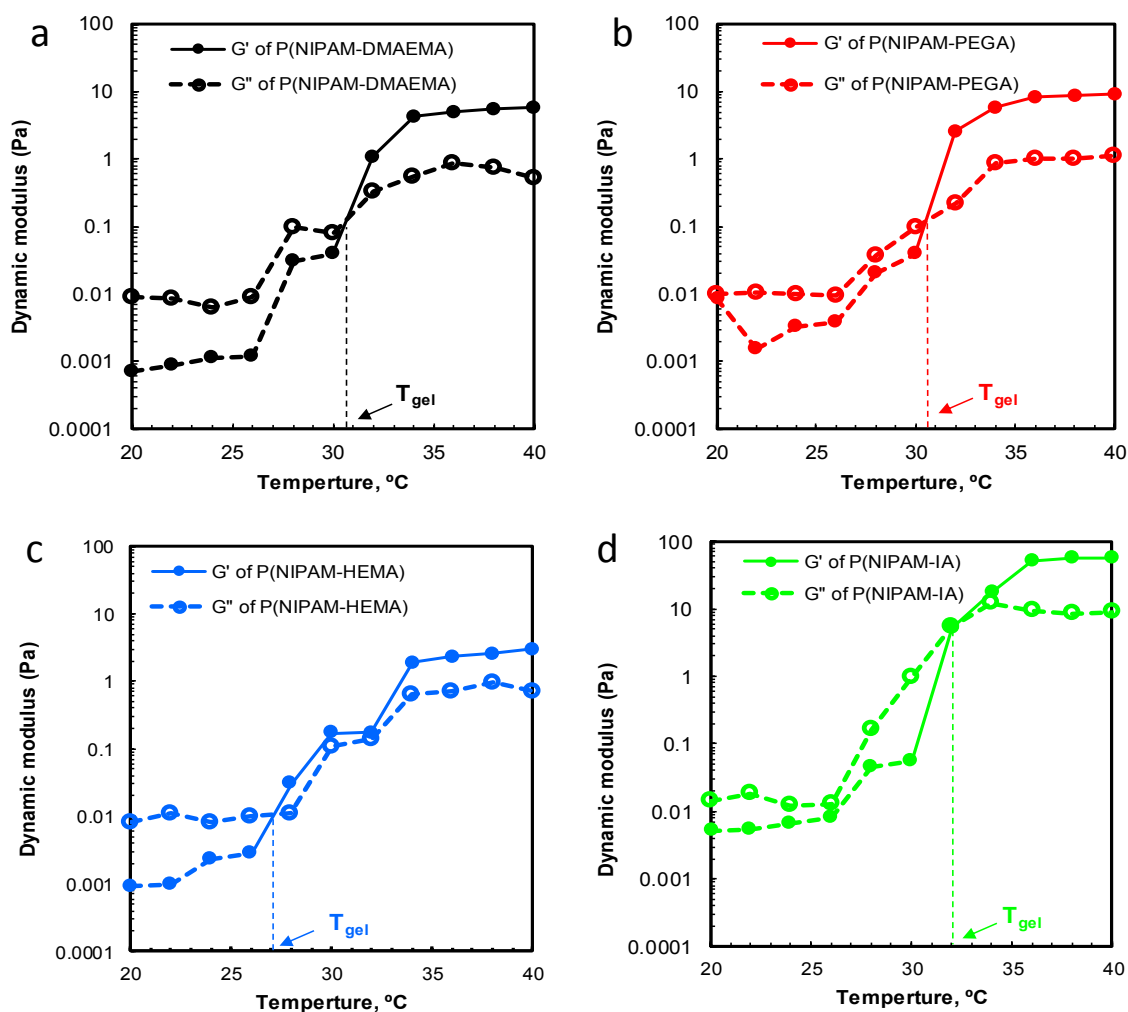 a
G' of P(NIPAM-DMAEMA)
G" of P(NIPAM-DMAEMA)
100
10
1
0.1
0.01
0.001
0.0001
Dynamic modulus (Pa)
Tgel
20 25 30 35 40
Temperture, ºC
b
G' of P(NIPAM-PEGA)
G" of P(NIPAM-PEGA)
100
10
1
0.1
0.01
0.001
0.0001
Dynamic modulus (Pa)
Tgel
20 25 30 35 40
Temperture, ºC
c
G' of P(NIPAM-HEMA)
G" of P(NIPAM-HEMA)
100
10
1
0.1
0.01
0.001
0.0001
Dynamic modulus (Pa)
Tgel
20 25 30 35 40
Temperture, ºC
d
G' of P(NIPAM-IA)
G" of P(NIPAM-IA)
100
10
1
0.1
0.01
0.001
0.0001
Dynamic modulus (Pa)
Tgel
20 25 30 35 40
Temperture, ºC